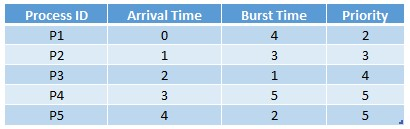 Process ID Arrival Time Burst Time Priority
P1 0 4 2
P2 1 3 3
P3 2 1 4
P4 3 5 5
P5 4 2 5